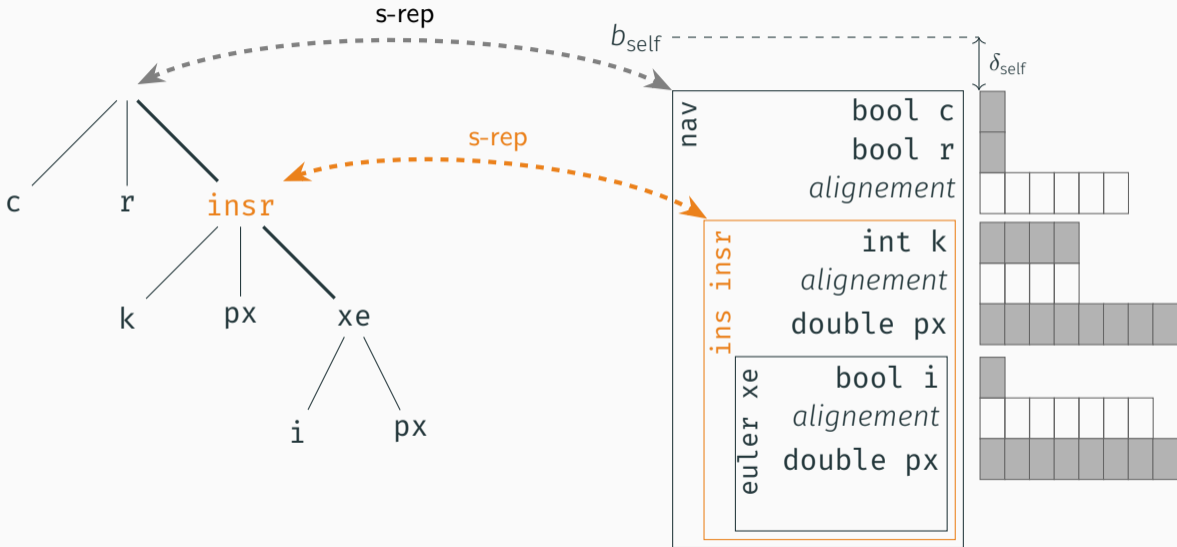 s-rep
b_self
δ_self
nav
bool c
bool r
alignement
s-rep
c
r
insr
ins insr
int k
alignement
double px
k
px
xe
euler xe
bool i
alignement
double px
i
px